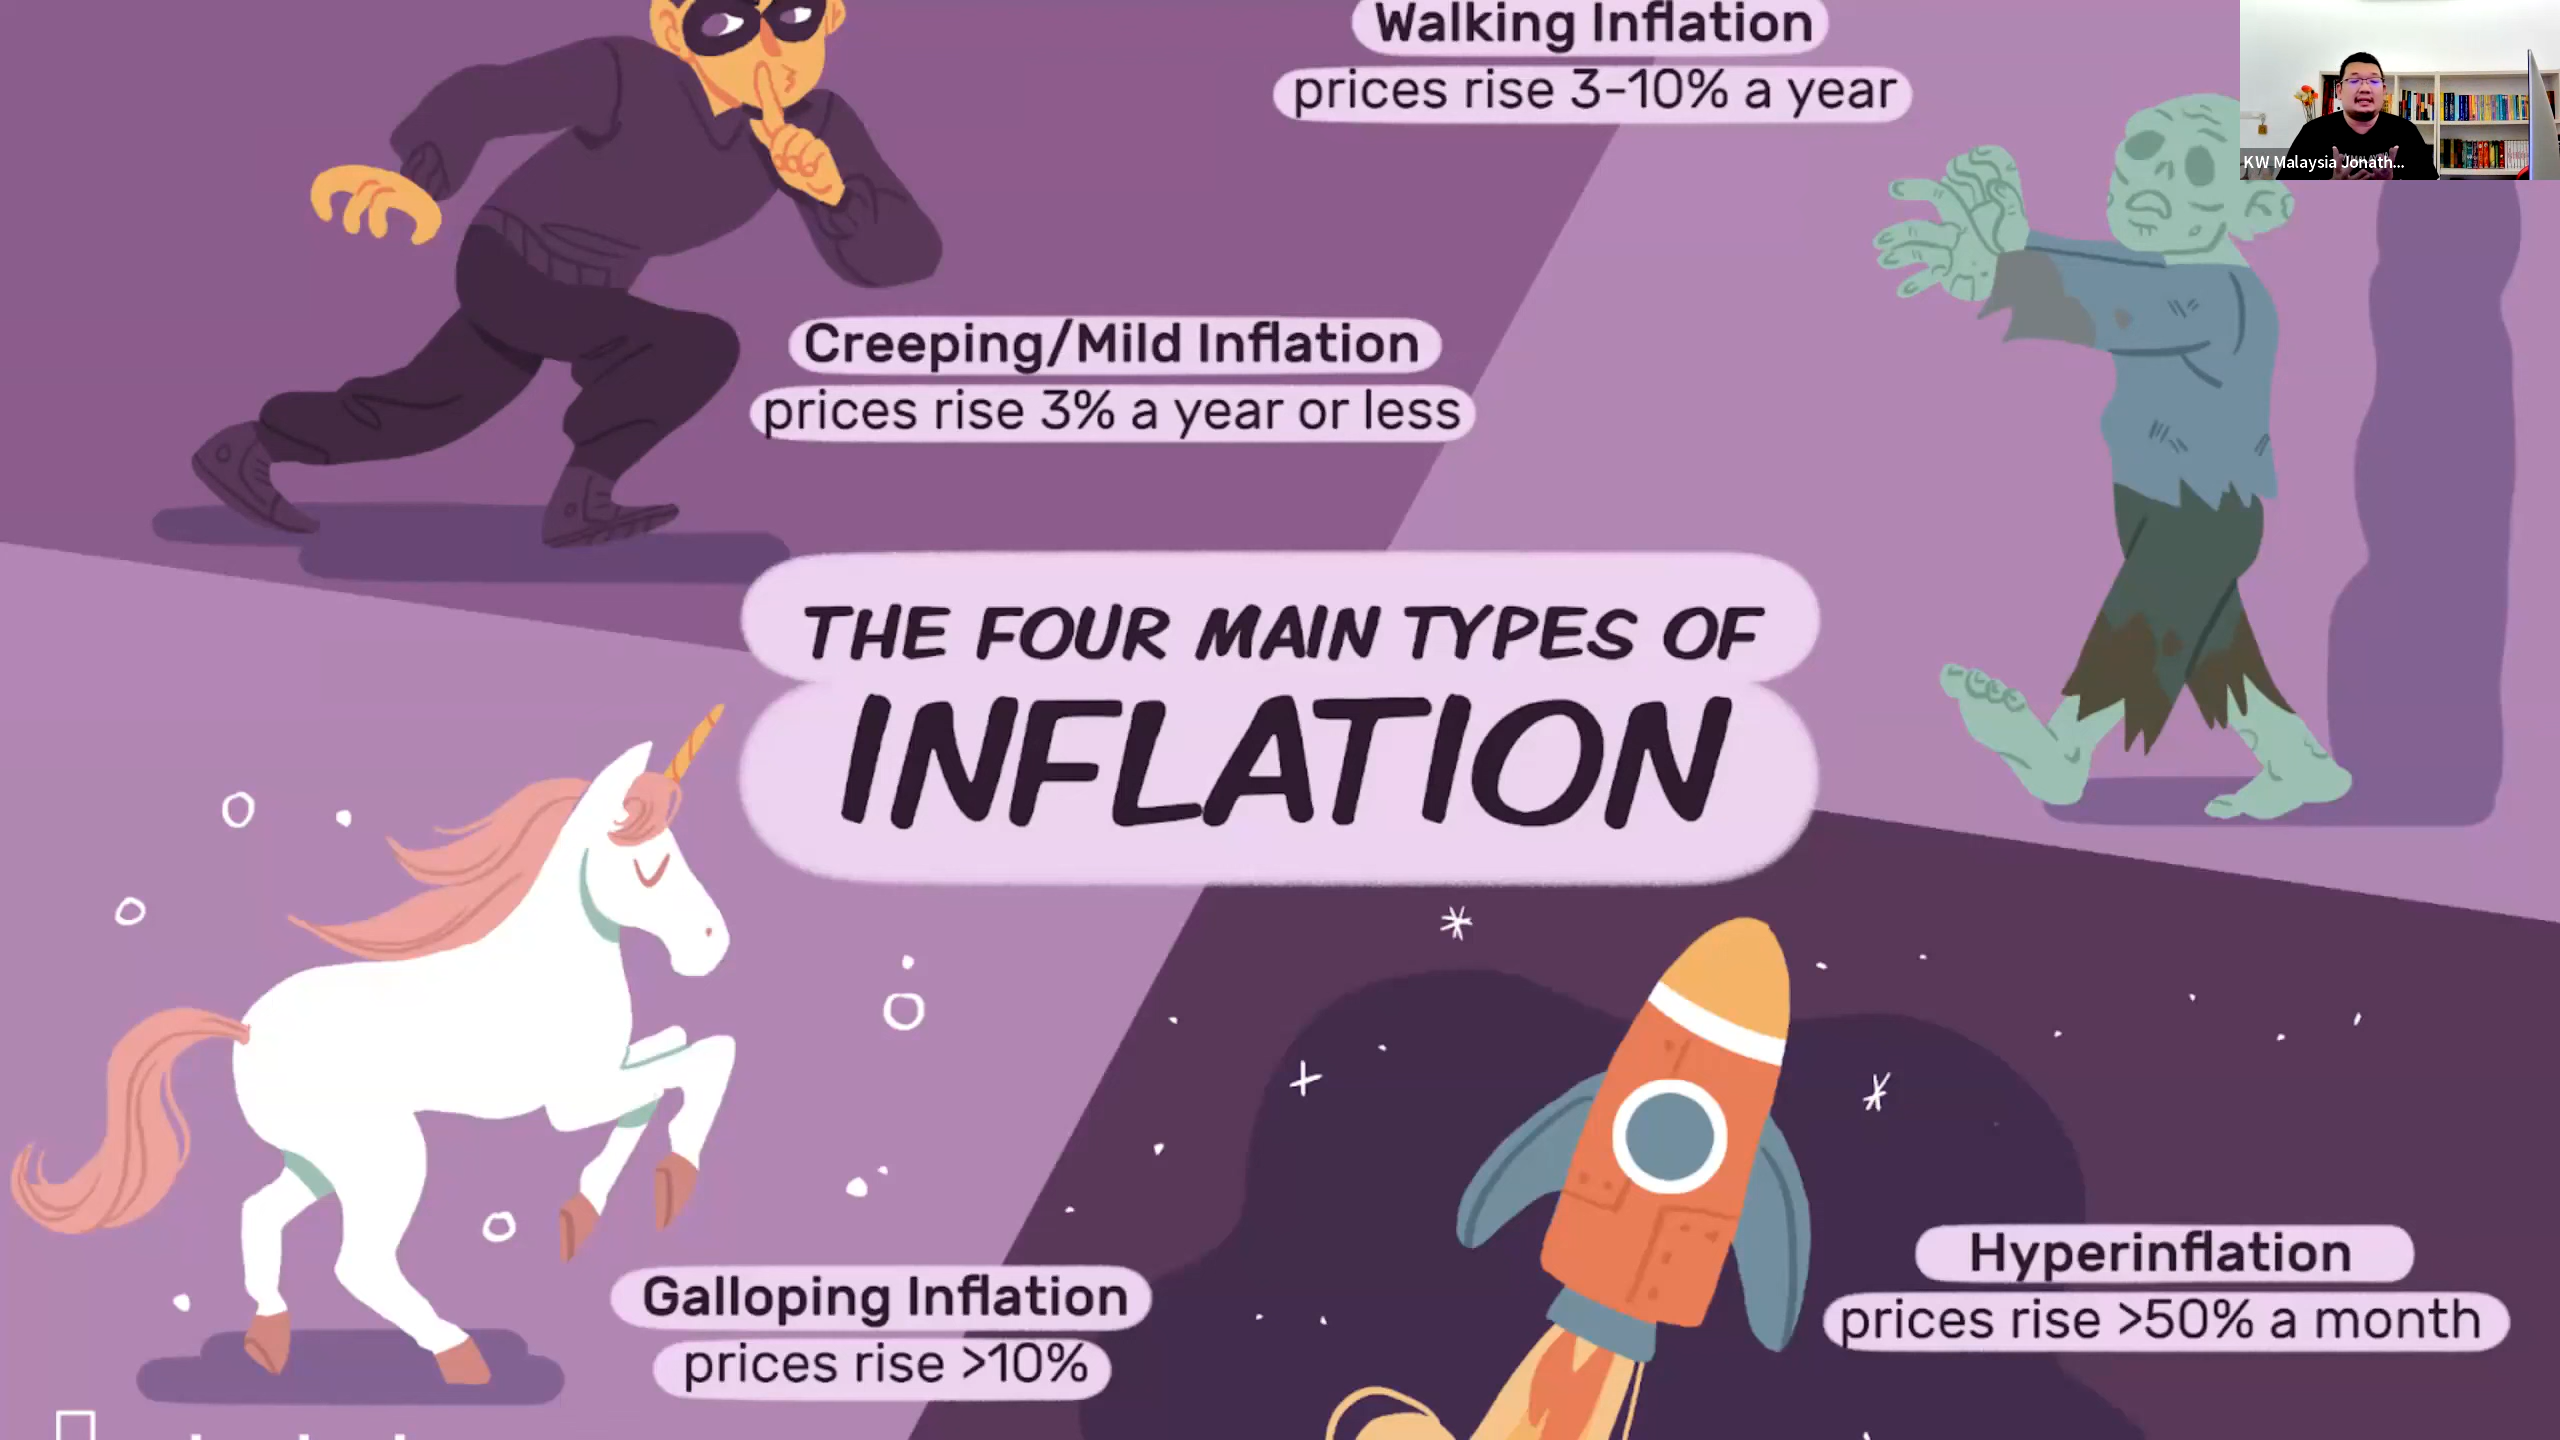 Walking Inflation
prices rise 3-10% a year
KW Malaysia Jonath...
Creeping/Mild Inflation
prices rise 3% a year or less
THE FOUR MAIN TYPES OF
INFLATION
Galloping Inflation
prices rise >10%
Hyperinflation
prices rise >50% a month